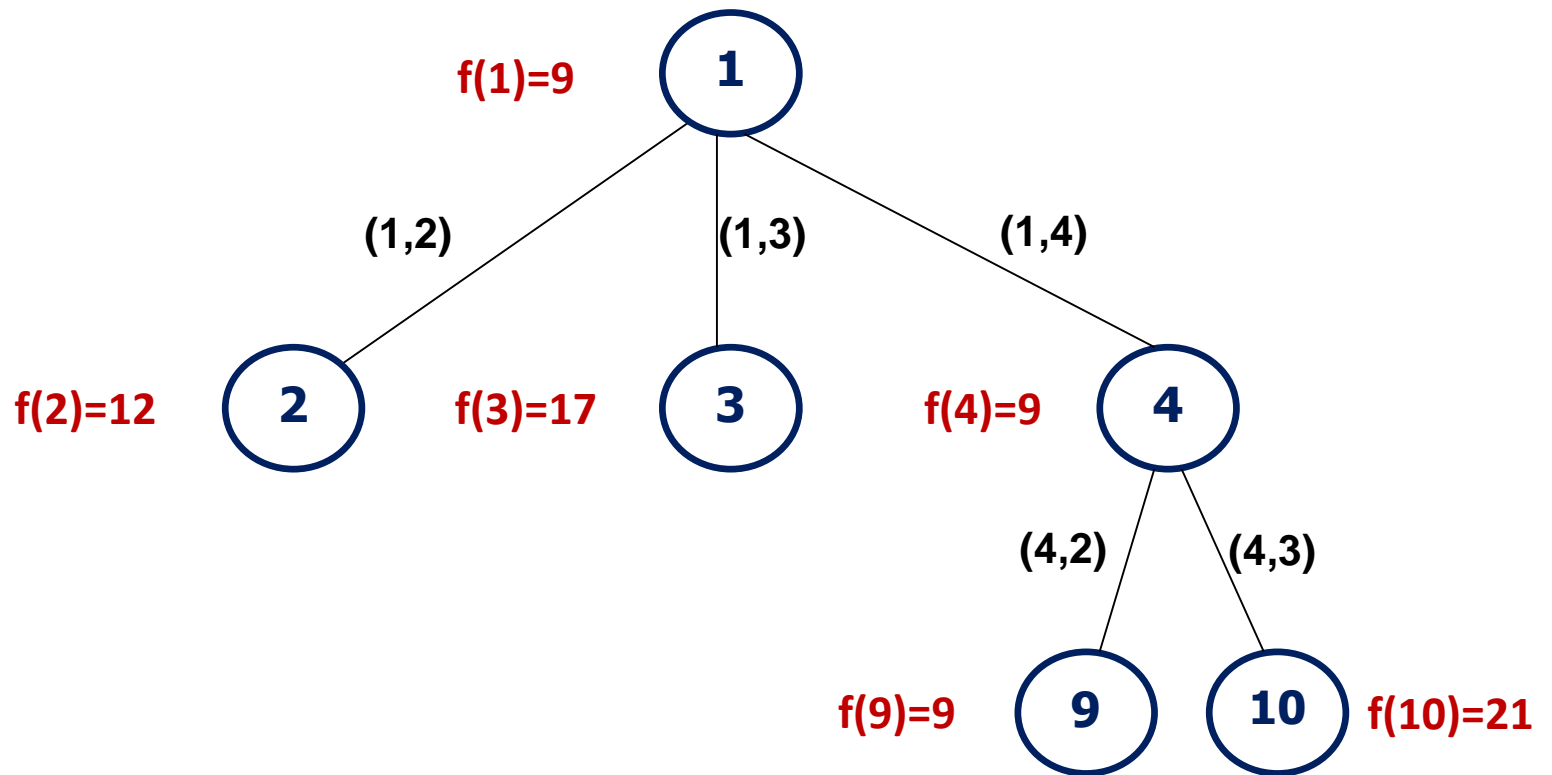 f(1)=9
1
(1,2)
(1,3)
(1,4)
f(2)=12
2
f(3)=17
3
f(4)=9
4
(4,2)
(4,3)
f(9)=9
9
10
f(10)=21